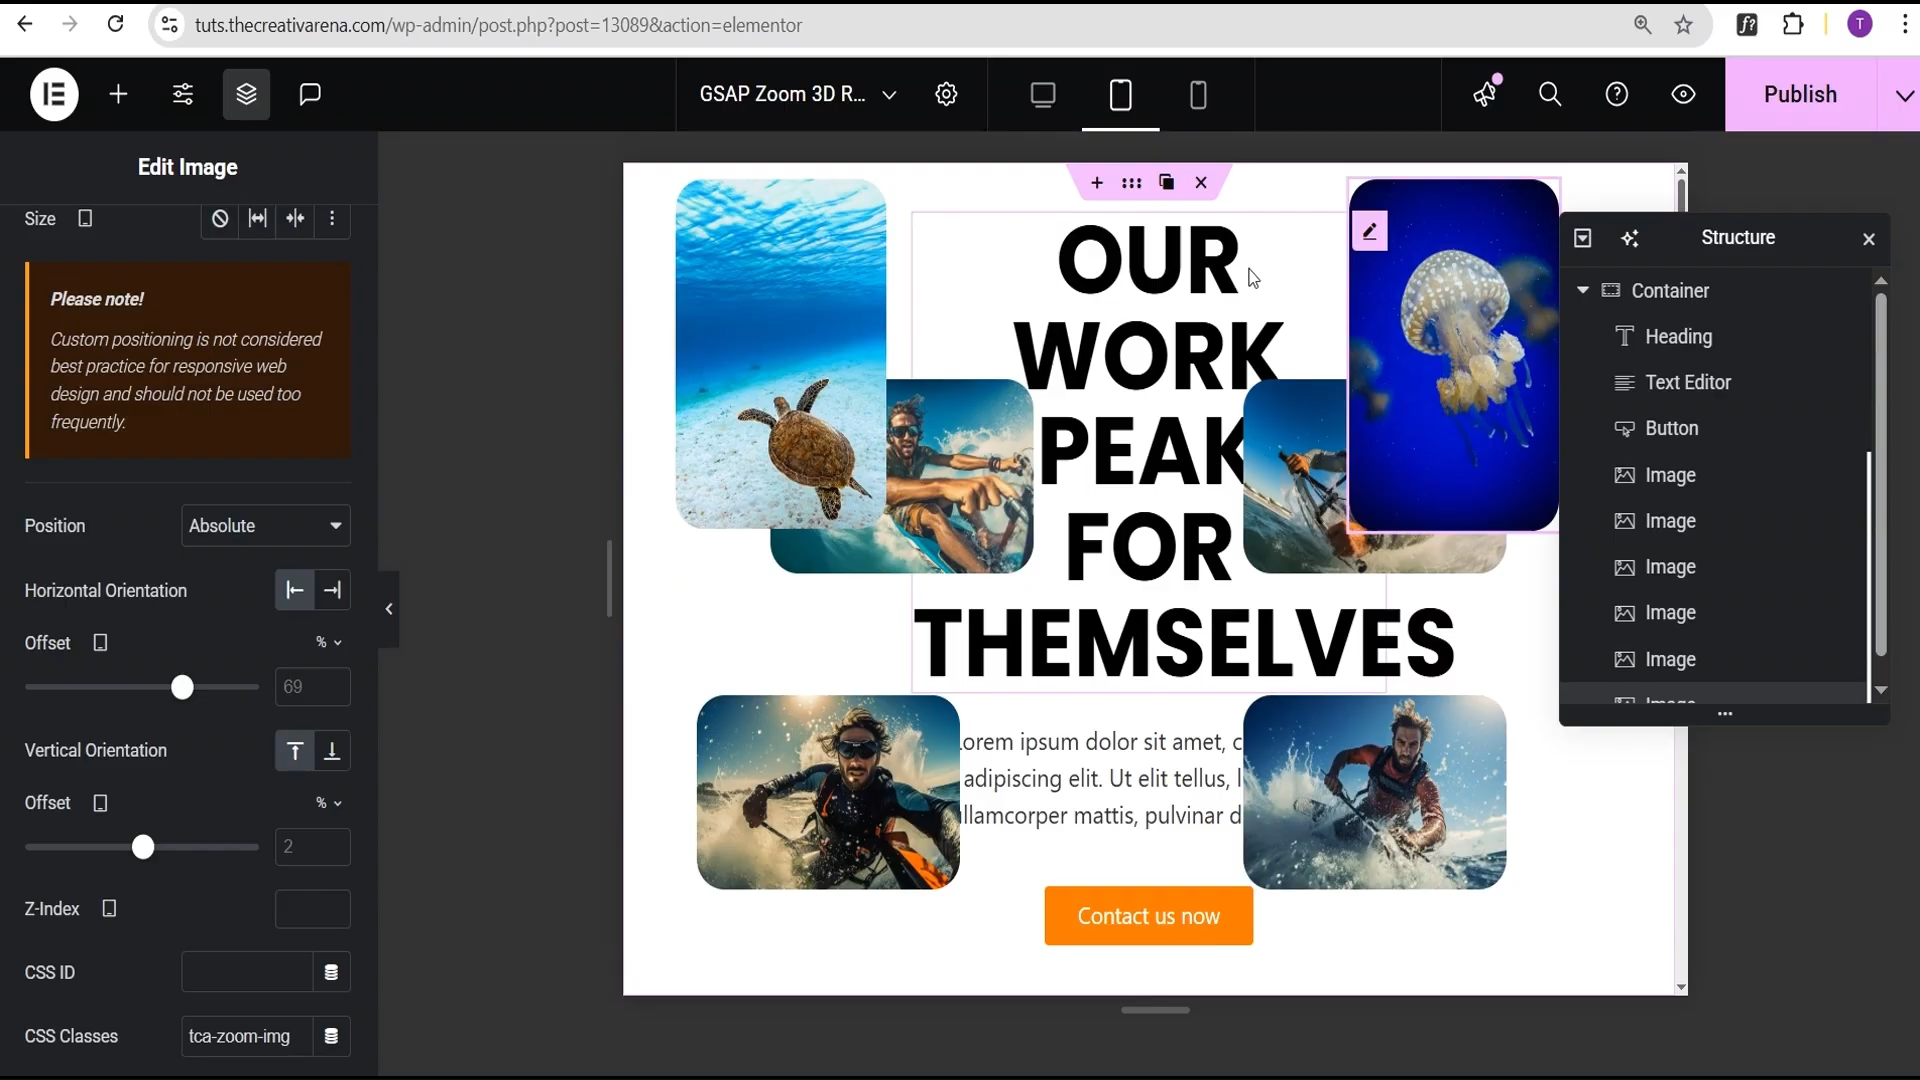 tuts.thecreativarena.com/wp-admin/post.php?post=13089&action=elementor
T
GSAP Zoom 3D R...
Publish
Edit Image
Size
Please note!
Custom positioning is not considered
best practice for responsive web
design and should not be used too
frequently.
Position
Absolute
Horizontal Orientation
Offset
%
69
Vertical Orientation
Offset
%
2
Z-Index
CSS ID
CSS Classes
tca-zoom-img
OUR
WORK
PEAK
FOR
THEMSELVES
orem ipsum dolor sit amet, c
adipiscing elit. Ut elit tellus, l
llamcorper mattis, pulvinar d
Contact us now
Structure
Container
Heading
Text Editor
Button
Image
Image
Image
Image
Image